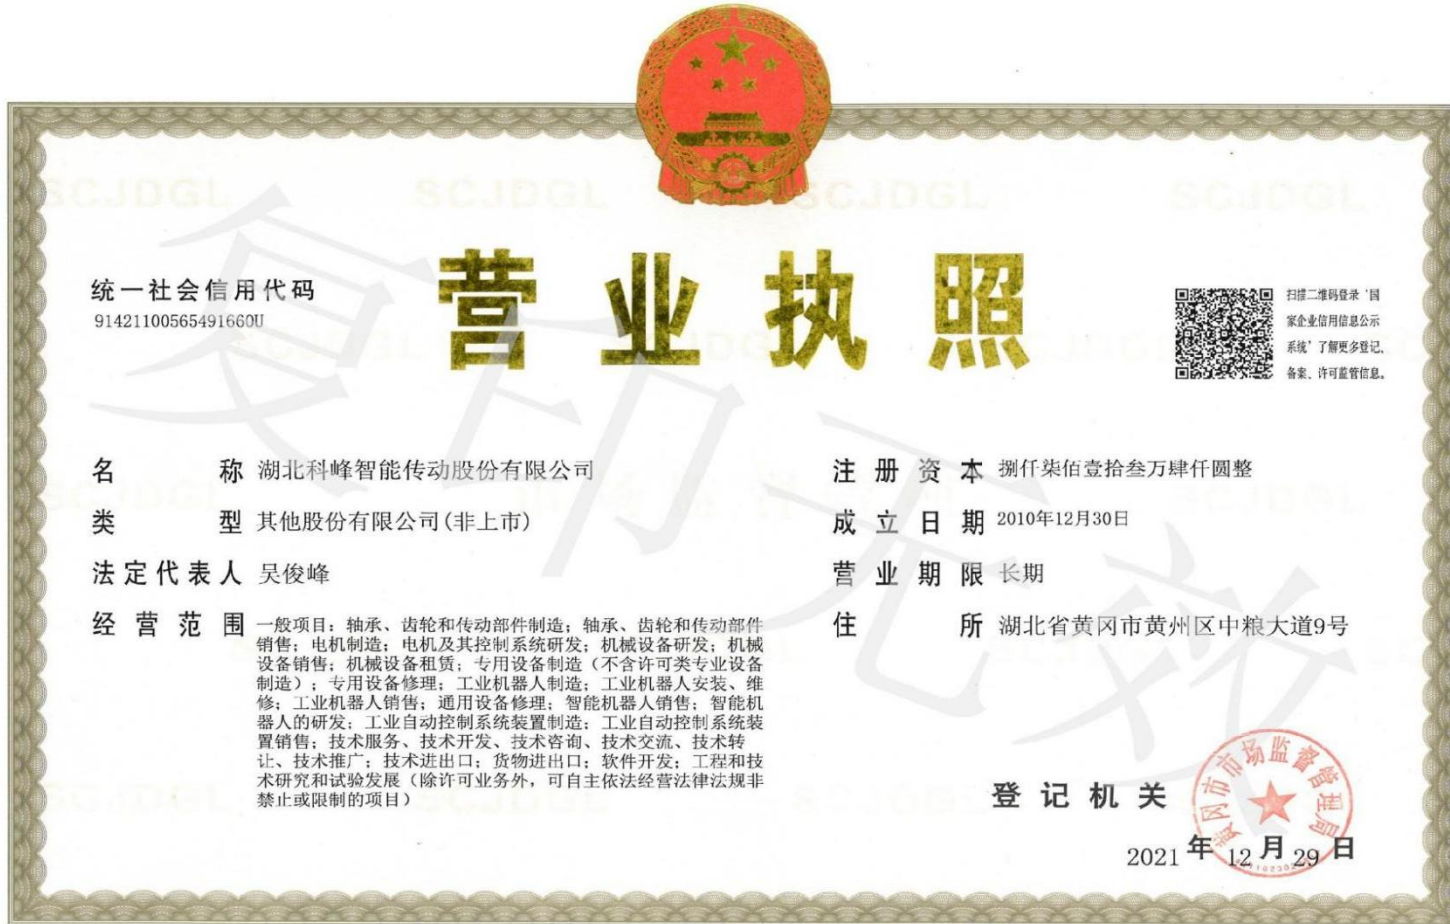 营业执照
统一社会信用代码
91421100565491660U
扫描二维码登录‘国
家企业信用信息公示
系统’了解更多登记、
备案、许可监管信息。
名称 湖北科峰智能传动股份有限公司
类型 其他股份有限公司(非上市)
法定代表人 吴俊峰
经营范围 一般项目：轴承、齿轮和传动部件制造；轴承、齿轮和传动部件
销售；电机制造；电机及其控制系统研发；机械设备研发；机械
设备销售；机械设备租赁；专用设备制造（不含许可类专业设备
制造）；专用设备修理；工业机器人制造；工业机器人安装、维
修；工业机器人销售；通用设备修理；智能机器人销售；智能机
器人的研发；工业自动控制系统装置制造；工业自动控制系统装
置销售；技术服务、技术开发、技术咨询、技术交流、技术转
让、技术推广；技术进出口；货物进出口；软件开发；工程和技
术研究和试验发展（除许可业务外，可自主依法经营法律法规非
禁止或限制的项目）
注册资本 捌仟柒佰壹拾叁万肆仟圆整
成立日期 2010年12月30日
营业期限 长期
住所 湖北省黄冈市黄州区中粮大道9号
登记机关
黄冈市市场监督管理局
2021年12月29日
复印无效
SCJDGL